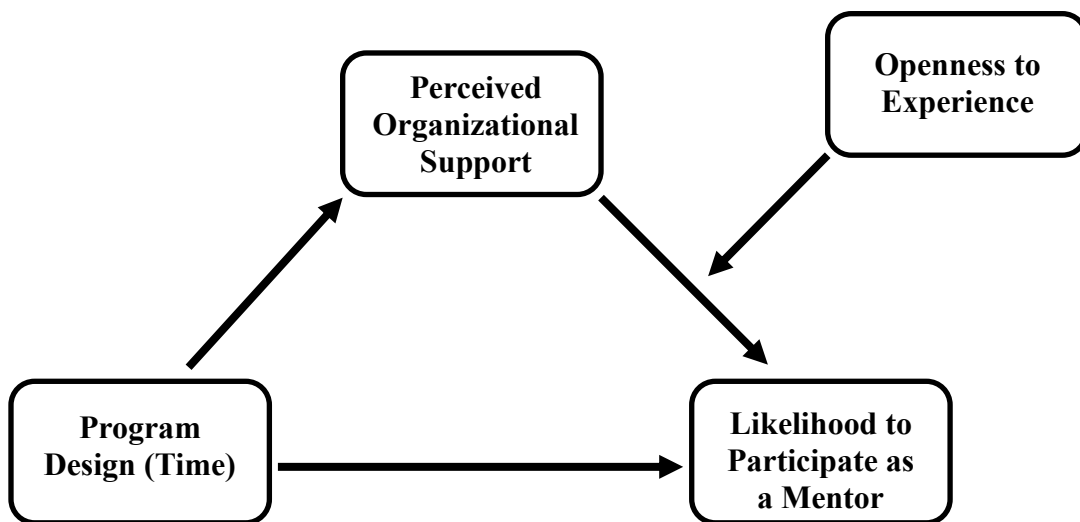 Perceived
Organizational
Support
Openness to
Experience
Program
Design (Time)
Likelihood to
Participate as
a Mentor